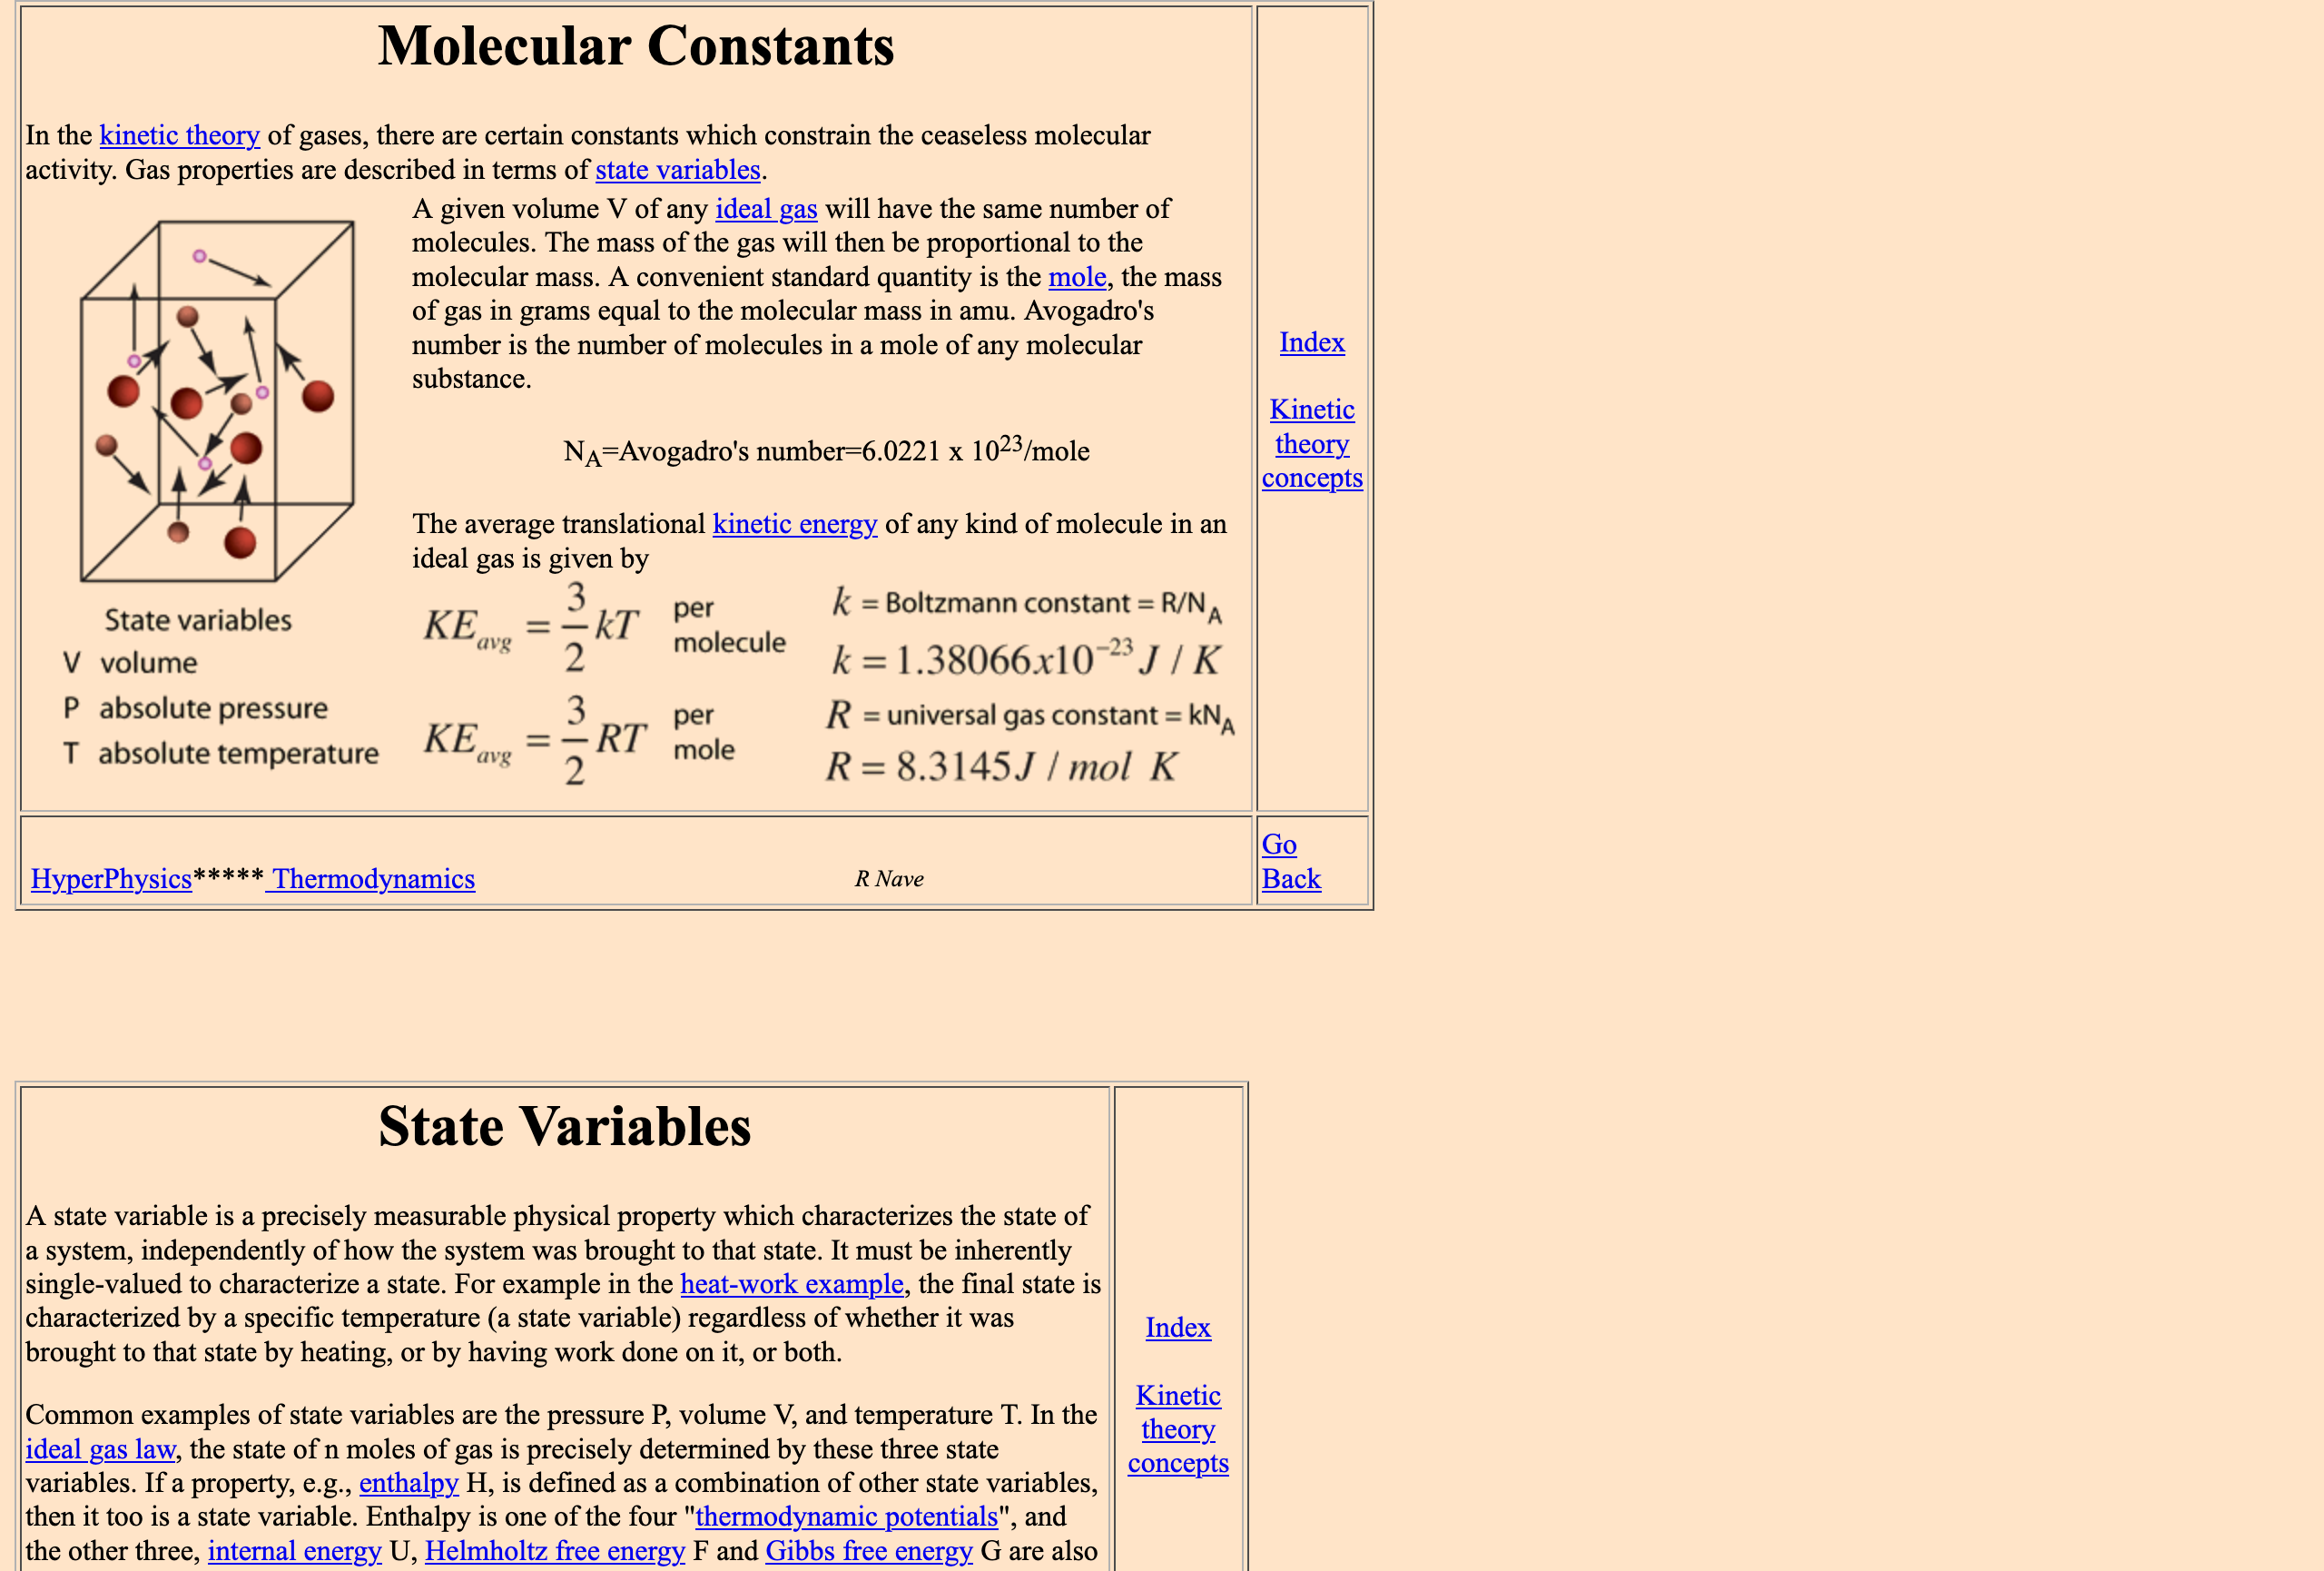 Molecular Constants
In the kinetic theory of gases, there are certain constants which constrain the ceaseless molecular
activity. Gas properties are described in terms of state variables.
A given volume V of any ideal gas will have the same number of
molecules. The mass of the gas will then be proportional to the
molecular mass. A convenient standard quantity is the mole, the mass
of gas in grams equal to the molecular mass in amu. Avogadro's
number is the number of molecules in a mole of any molecular
substance.
N_A=Avogadro's number=6.0221 x 10^23/mole
The average translational kinetic energy of any kind of molecule in an
ideal gas is given by
State variables
V volume
P absolute pressure
T absolute temperature
KE_avg = 3/2 kT per molecule
k = Boltzmann constant = R/N_A
k = 1.38066x10^-23 J / K
KE_avg = 3/2 RT per mole
R = universal gas constant = kN_A
R = 8.3145J / mol K
Index
Kinetic
theory
concepts
HyperPhysics***** Thermodynamics
R Nave
Go
Back
State Variables
A state variable is a precisely measurable physical property which characterizes the state of
a system, independently of how the system was brought to that state. It must be inherently
single-valued to characterize a state. For example in the heat-work example, the final state is
characterized by a specific temperature (a state variable) regardless of whether it was
brought to that state by heating, or by having work done on it, or both.
Common examples of state variables are the pressure P, volume V, and temperature T. In the
ideal gas law, the state of n moles of gas is precisely determined by these three state
variables. If a property, e.g., enthalpy H, is defined as a combination of other state variables,
then it too is a state variable. Enthalpy is one of the four "thermodynamic potentials", and
the other three, internal energy U, Helmholtz free energy F and Gibbs free energy G are also
Index
Kinetic
theory
concepts